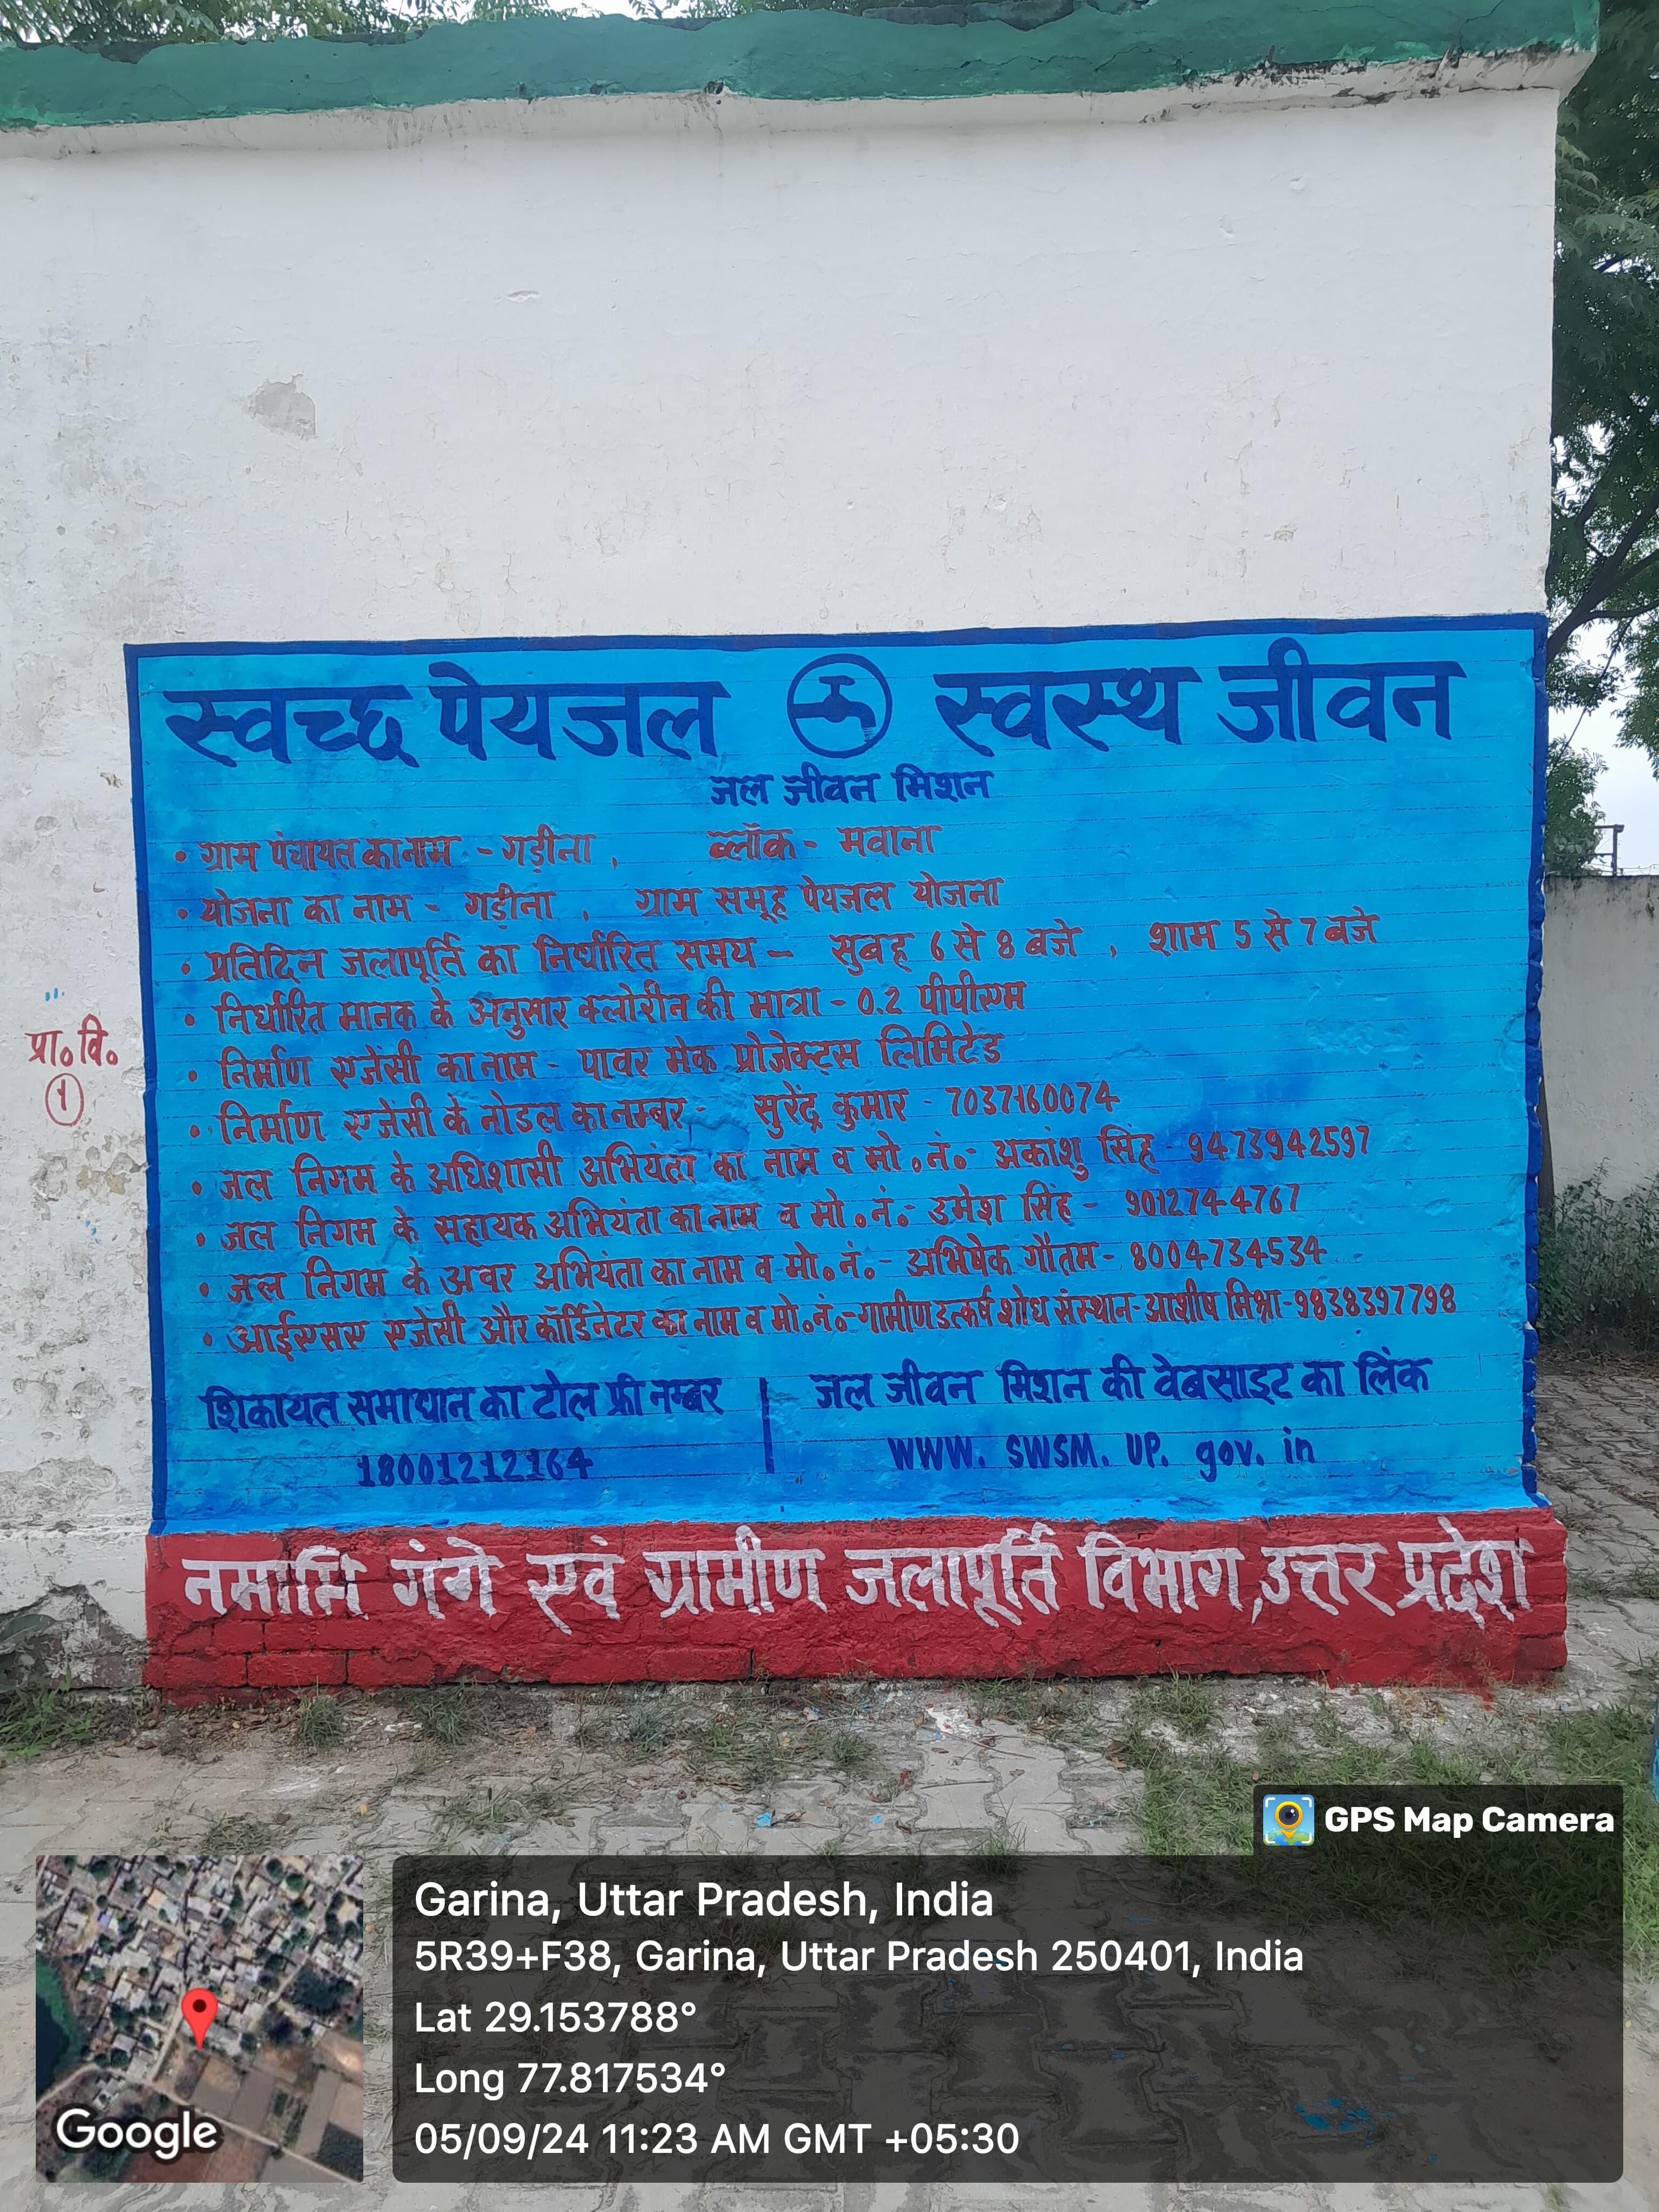 स्वच्छ पेयजल स्वस्थ जीवन
जल जीवन मिशन
• ग्राम पंचायत का नाम - गड़ीना , ब्लॉक - मवाना
• योजना का नाम - गड़ीना , ग्राम समूह पेयजल योजना
• प्रतिदिन जलापूर्ति का निर्धारित समय - सुबह 6 से 8 बजे , शाम 5 से 7 बजे
• निर्धारित मानक के अनुसार क्लोरीन की मात्रा - 0.2 पीपीएम
• निर्माण एजेंसी का नाम - पावर मेक प्रोजेक्ट्स लिमिटेड
• निर्माण एजेंसी के नोडल का नम्बर - सुरेंद्र कुमार - 7037160074
• जल निगम के अधिशासी अभियंता का नाम व मो॰नं॰- अकांशु सिंह - 9473942597
• जल निगम के सहायक अभियंता का नाम व मो॰नं॰- उमेश सिंह - 9012744767
• जल निगम के अवर अभियंता का नाम व मो॰नं॰- अभिषेक गौतम - 8004734534
• आईएसए एजेंसी और कॉर्डिनेटर का नाम व मो॰नं॰-गामीण उत्कर्ष शोध संस्थान-आशीष मिश्रा-9838397798
शिकायत समाधान का टोल फ्री नम्बर | जल जीवन मिशन की वेबसाइट का लिंक
18001212164 WWW. SWSM. UP. gov. in
नमामि गंगे एवं ग्रामीण जलापूर्ति विभाग, उत्तर प्रदेश
प्रा॰वि॰
१
GPS Map Camera
Garina, Uttar Pradesh, India
5R39+F38, Garina, Uttar Pradesh 250401, India
Lat 29.153788°
Long 77.817534°
05/09/24 11:23 AM GMT +05:30
Google